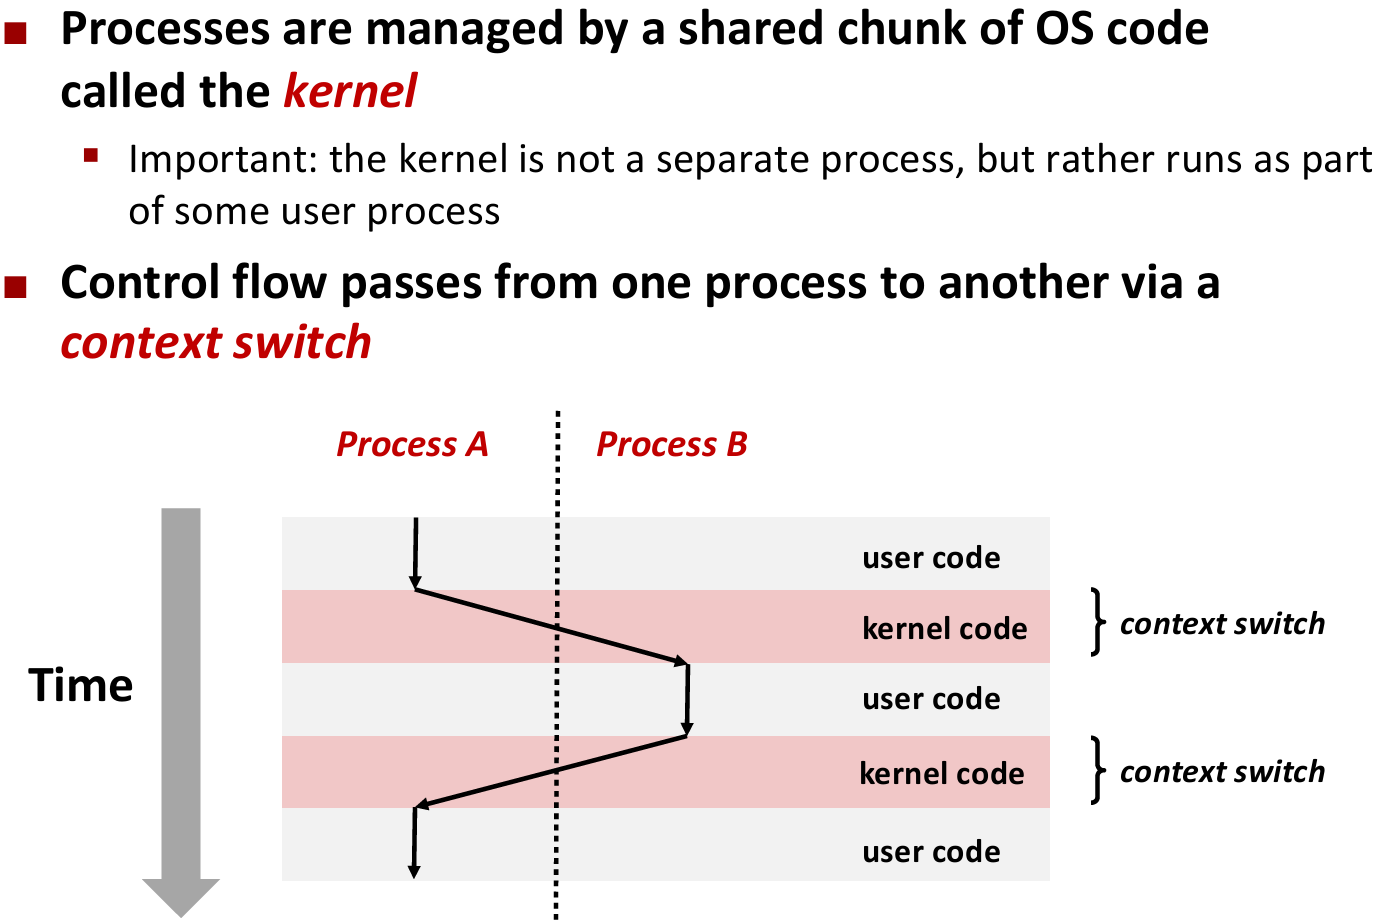 Processes are managed by a shared chunk of OS code
called the kernel
Important: the kernel is not a separate process, but rather runs as part
of some user process
Control flow passes from one process to another via a
context switch
Process A
Process B
user code
kernel code
context switch
Time
user code
kernel code
context switch
user code